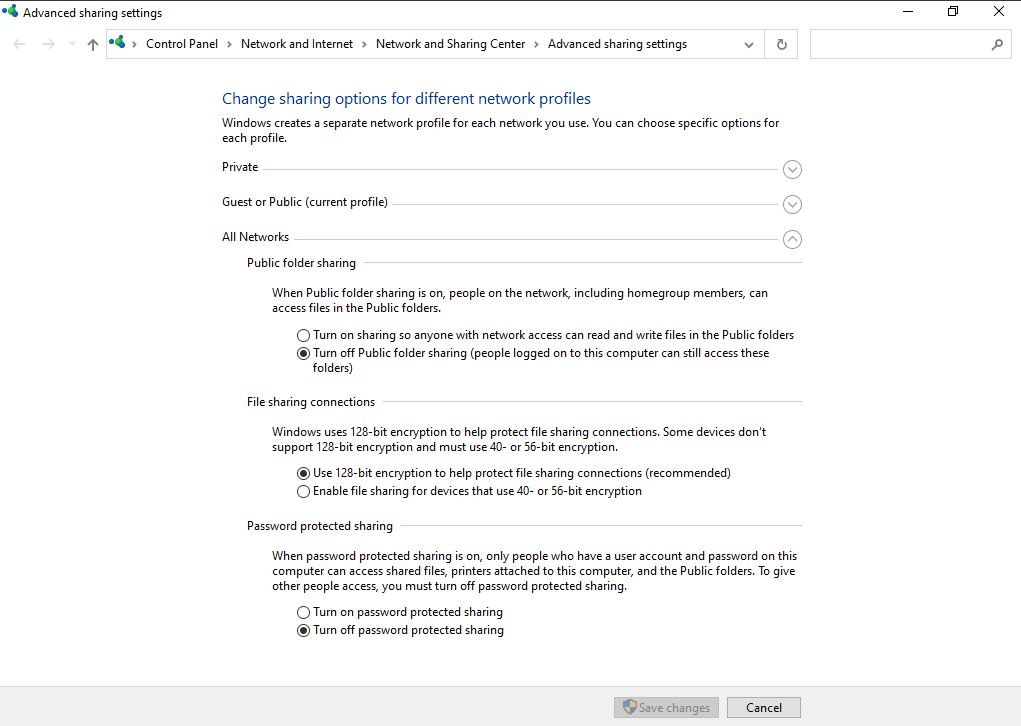 Advanced sharing settings
Control Panel > Network and Internet > Network and Sharing Center > Advanced sharing settings
Change sharing options for different network profiles
Windows creates a separate network profile for each network you use. You can choose specific options for
each profile.
Private
Guest or Public (current profile)
All Networks
Public folder sharing
When Public folder sharing is on, people on the network, including homegroup members, can
access files in the Public folders.
Turn on sharing so anyone with network access can read and write files in the Public folders
Turn off Public folder sharing (people logged on to this computer can still access these
folders)
File sharing connections
Windows uses 128-bit encryption to help protect file sharing connections. Some devices don't
support 128-bit encryption and must use 40- or 56-bit encryption.
Use 128-bit encryption to help protect file sharing connections (recommended)
Enable file sharing for devices that use 40- or 56-bit encryption
Password protected sharing
When password protected sharing is on, only people who have a user account and password on this
computer can access shared files, printers attached to this computer, and the Public folders. To give
other people access, you must turn off password protected sharing.
Turn on password protected sharing
Turn off password protected sharing
Save changes Cancel